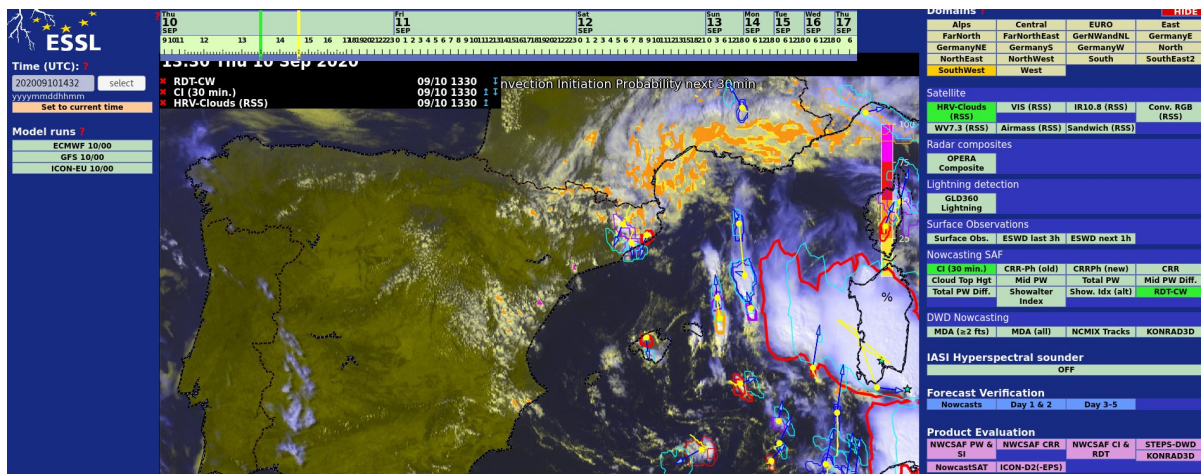 ESSL
Time (UTC): ?
202009101432 select
yyyymmddhhmm
Set to current time
Model runs ?
ECMWF 10/00
GFS 10/00
ICON-EU 10/00
?
Thu
10
SEP
Fri
11
SEP
Sat
12
SEP
Sun
13
SEP
Mon
14
SEP
Tue
15
SEP
Wed
16
SEP
Thu
17
SEP
13:30 Thu 10 Sep 2020
RDT-CW 09/10 1330
CI (30 min.) 09/10 1330
HRV-Clouds (RSS) 09/10 1330
nvection Initiation Probability next 30min
100
75
25
%
Domains ? HIDE
Alps Central EURO East
FarNorth FarNorthEast GerNWandNL GermanyE
GermanyNE GermanyS GermanyW North
NorthEast NorthWest South SouthEast2
SouthWest West
Satellite
HRV-Clouds (RSS) VIS (RSS) IR10.8 (RSS) Conv. RGB (RSS)
WV7.3 (RSS) Airmass (RSS) Sandwich (RSS)
Radar composites
OPERA Composite
Lightning detection
GLD360 Lightning
Surface Observations
Surface Obs. ESWD last 3h ESWD next 1h
Nowcasting SAF
CI (30 min.) CRR-Ph (old) CRRPh (new) CRR
Cloud Top Hgt Mid PW Total PW Mid PW Diff.
Total PW Diff. Showalter Index Show. Idx (alt) RDT-CW
DWD Nowcasting
MDA (≥2 fts) MDA (all) NCMIX Tracks KONRAD3D
IASI Hyperspectral sounder
OFF
Forecast Verification
Nowcasts Day 1 & 2 Day 3-5
Product Evaluation
NWCSAF PW & SI NWCSAF CRR NWCSAF CI & RDT STEPS-DWD
KONRAD3D
NowcastSAT ICON-D2(-EPS)